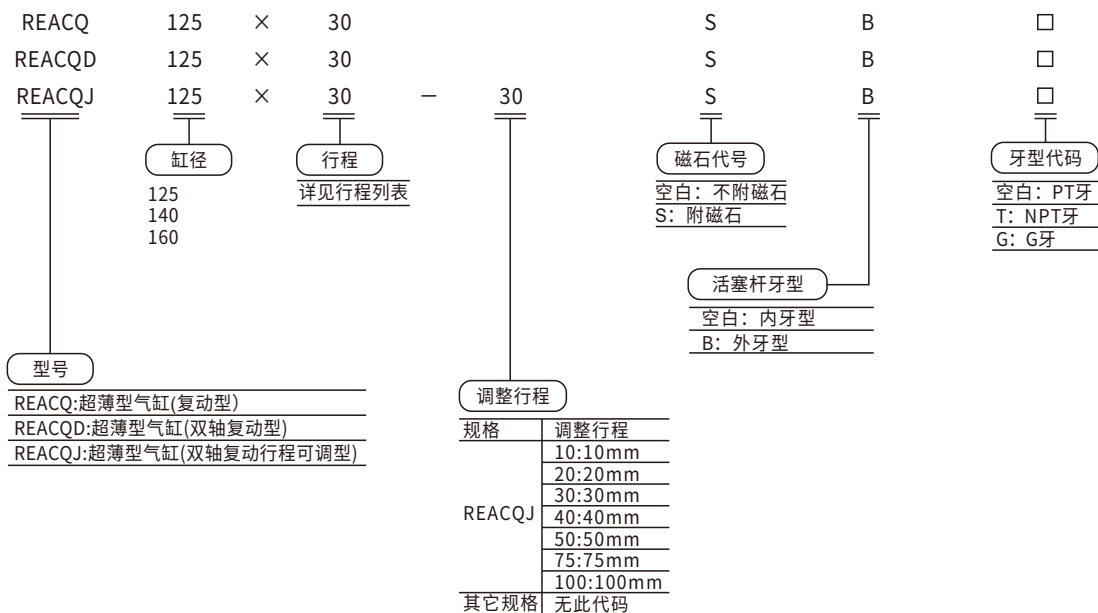 REACQ 125 × 30 S B □
REACQD 125 × 30 S B □
REACQJ 125 × 30 － 30 S B □
缸径
125
140
160
行程
详见行程列表
磁石代号
空白：不附磁石
S：附磁石
牙型代码
空白：PT牙
T：NPT牙
G：G牙
活塞杆牙型
空白：内牙型
B：外牙型
型号
REACQ:超薄型气缸(复动型）
REACQD:超薄型气缸(双轴复动型)
REACQJ:超薄型气缸(双轴复动行程可调型)
调整行程
规格 调整行程
REACQJ
10:10mm
20:20mm
30:30mm
40:40mm
50:50mm
75:75mm
100:100mm
其它规格 无此代码